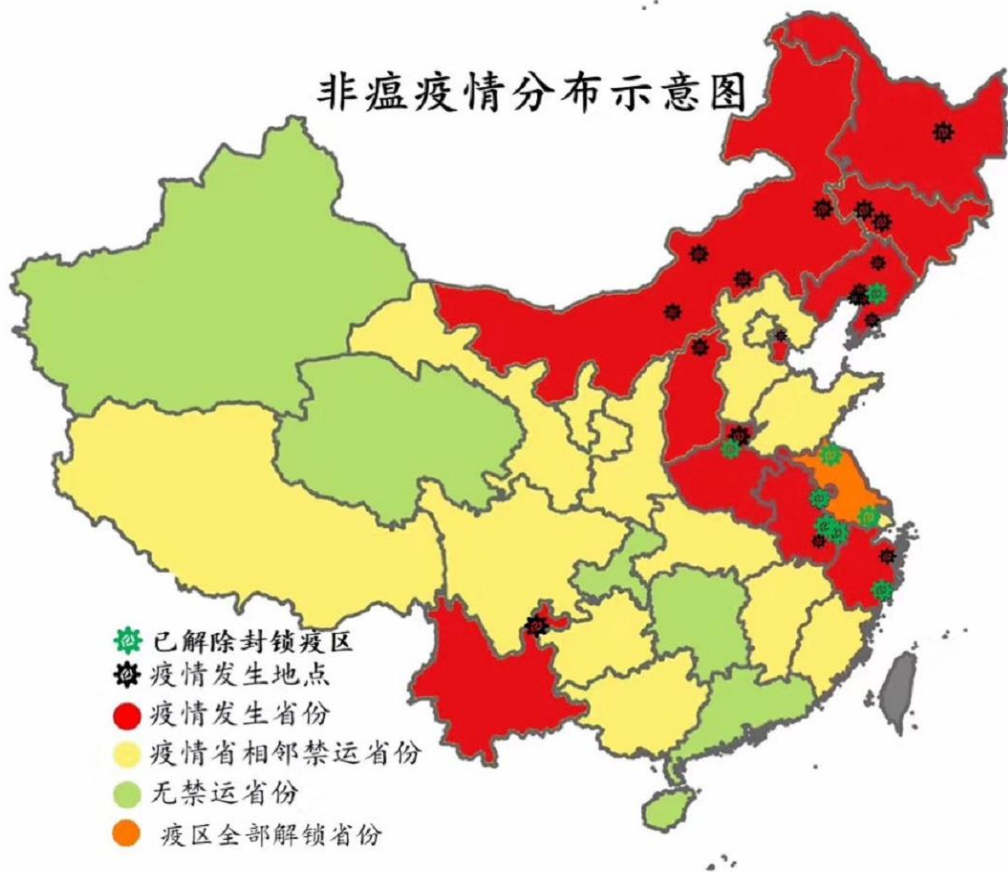 非瘟疫情分布示意图
已解除封锁疫区
疫情发生地点
疫情发生省份
疫情省相邻禁运省份
无禁运省份
疫区全部解锁省份